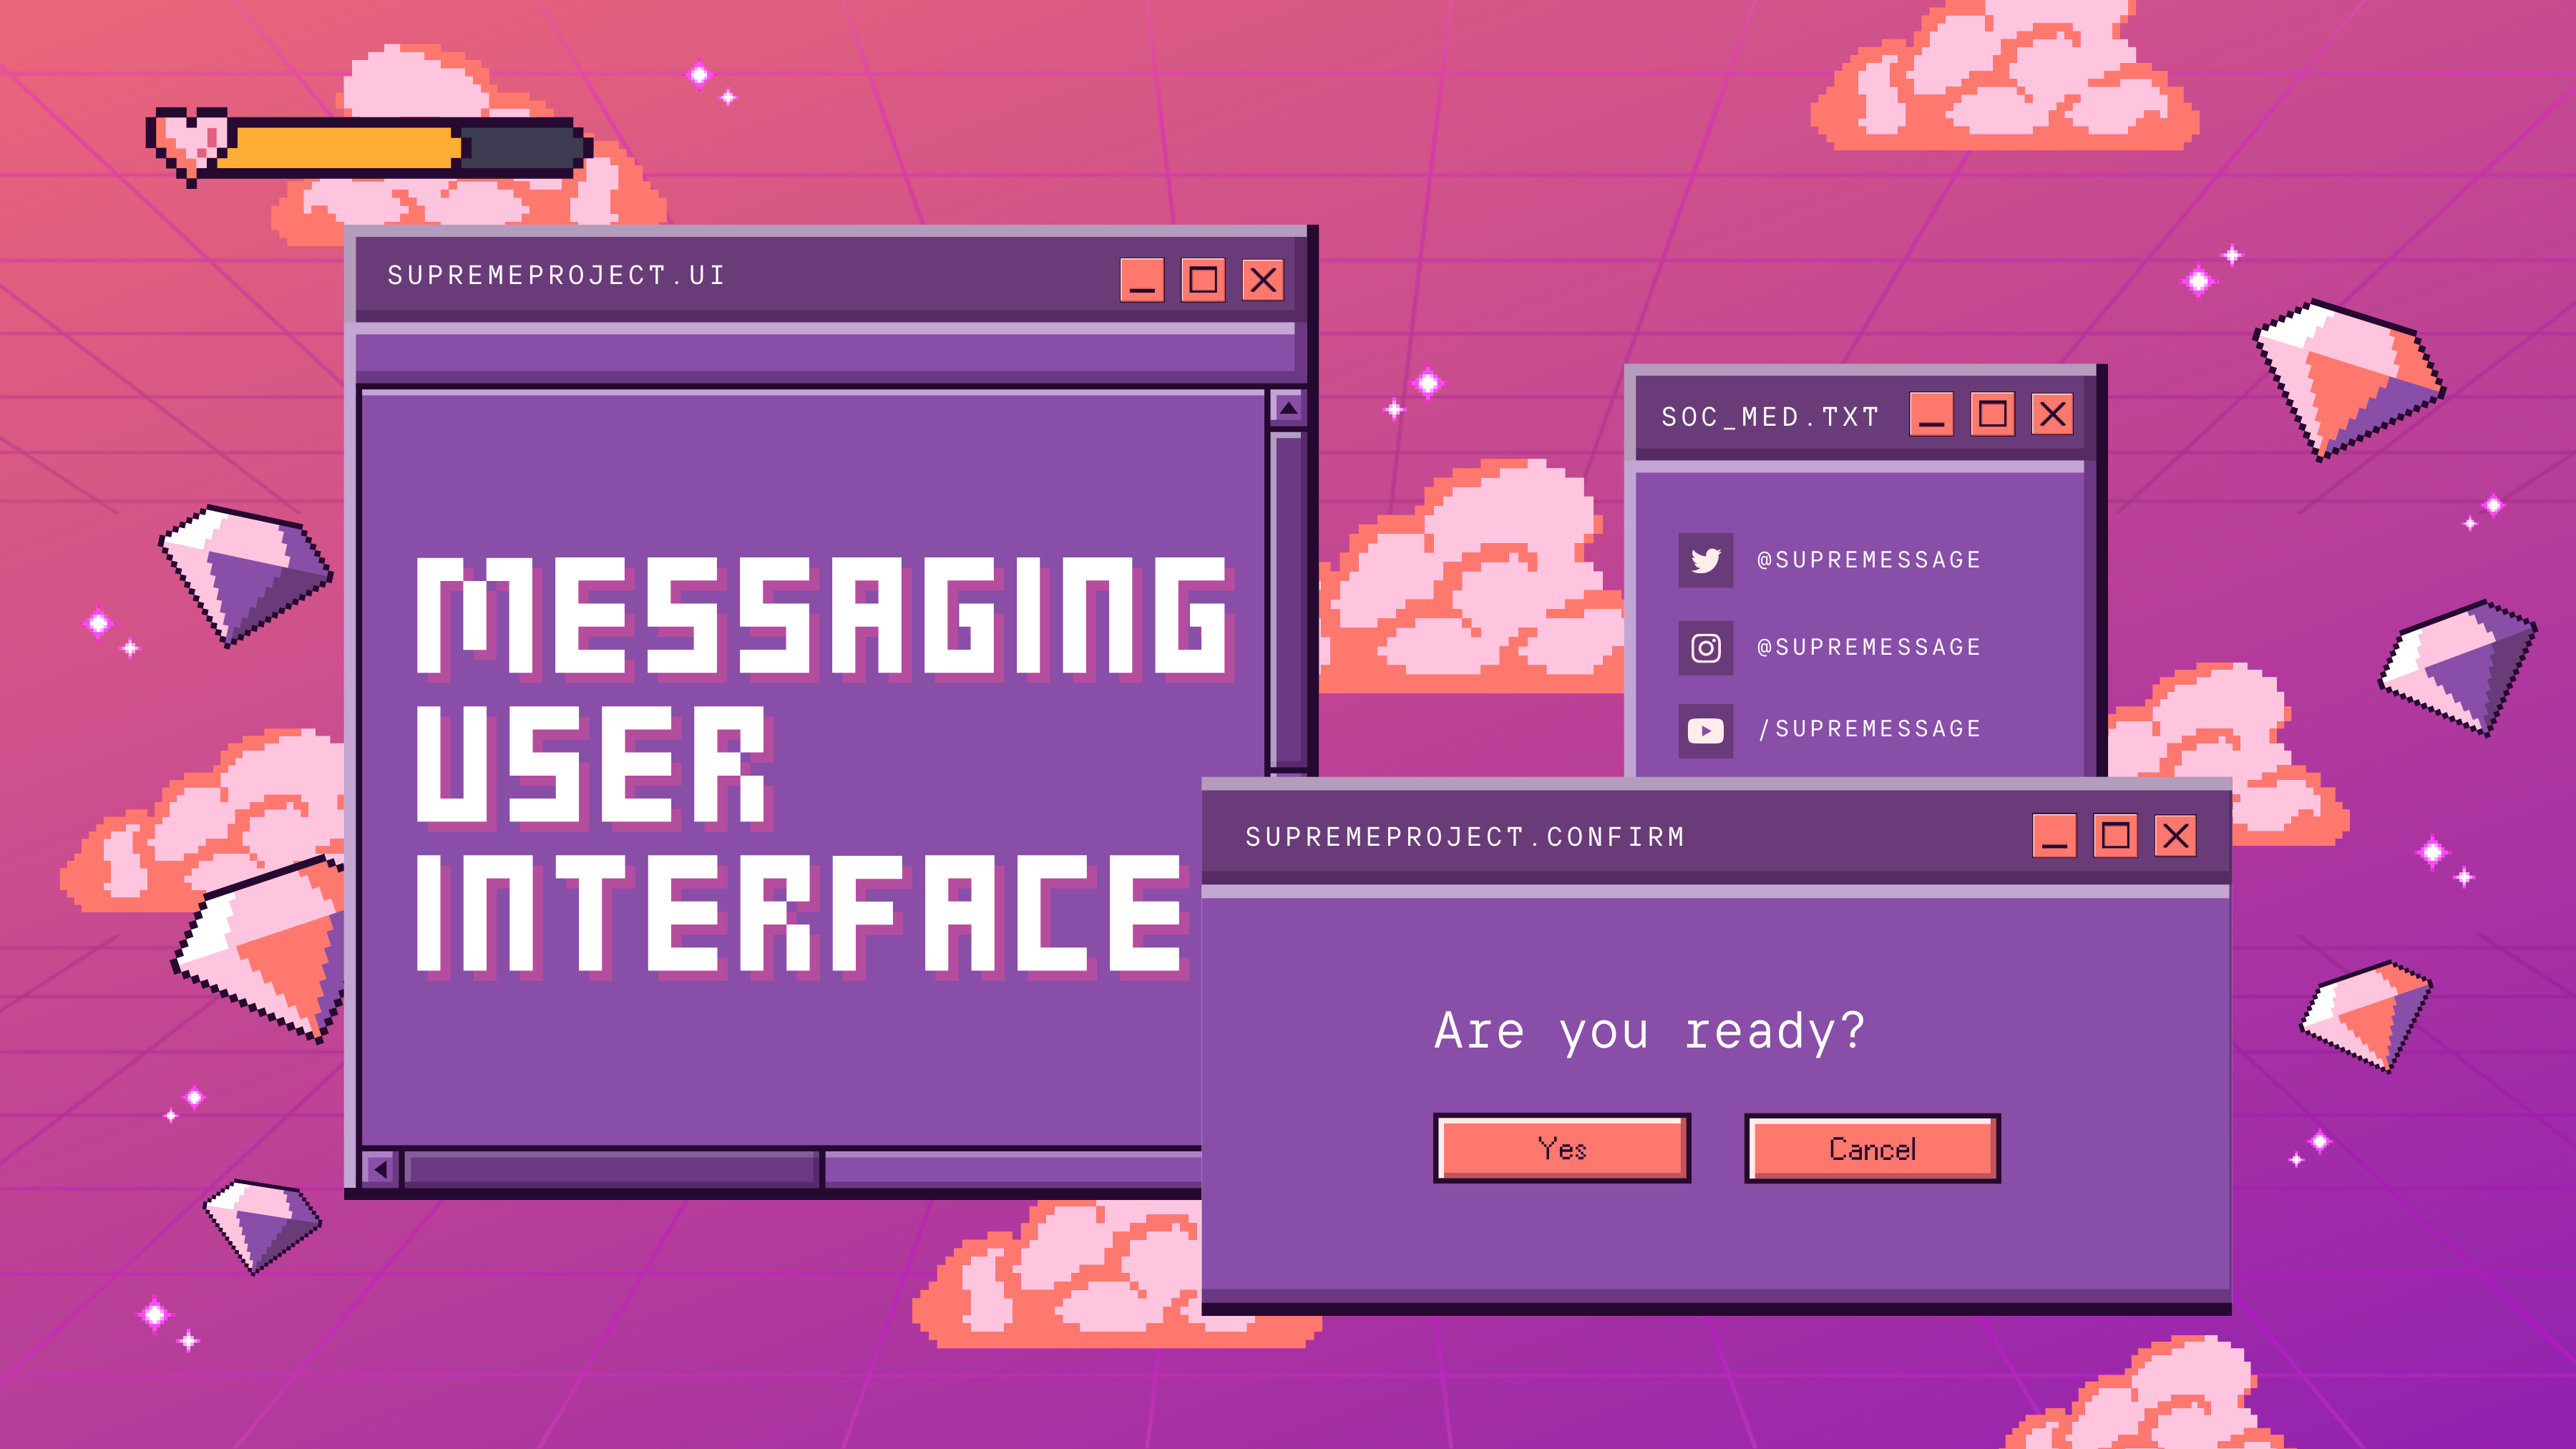 SUPREMEPROJECT.UI
MESSAGING
USER
INTERFACE
SOC_MED.TXT
@SUPREMESSAGE
@SUPREMESSAGE
/SUPREMESSAGE
SUPREMEPROJECT.CONFIRM
Are you ready?
Yes
Cancel